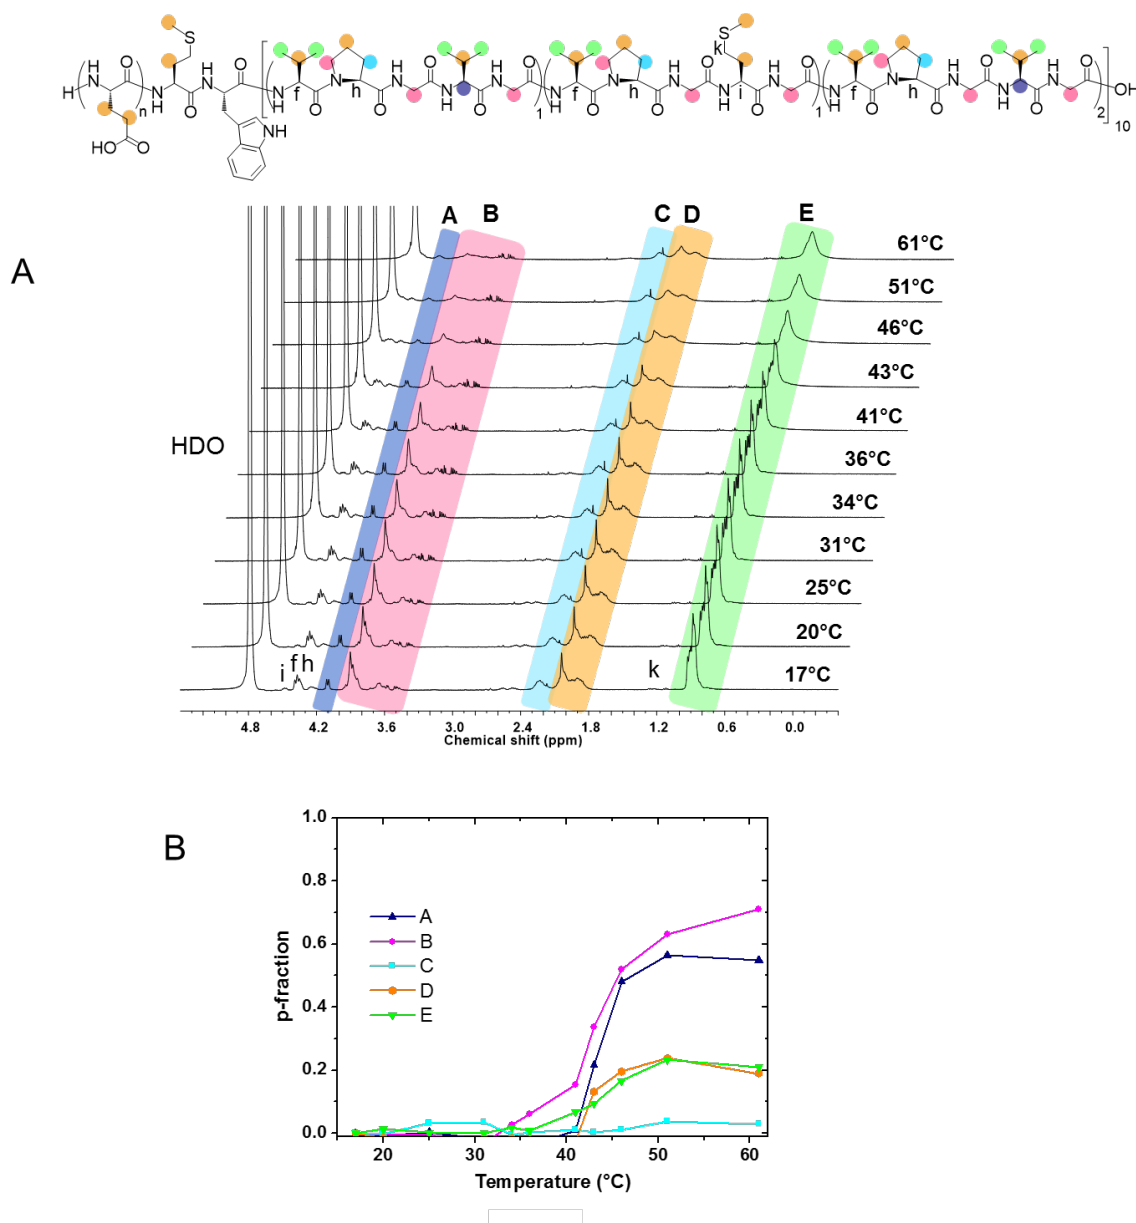 S
S
k
H
H
N
O
O
H
N
O
n
N
H
O
N
H
O
N
H
f
O
N
h
O
H
N
O
N
H
O
H
N
O
1
N
H
f
O
N
h
O
H
N
O
N
H
i
O
H
N
O
1
N
H
f
O
N
h
O
H
N
O
N
H
O
H
N
O
2
OH
10
HO
O
NH
A
A B C D E
61°C
51°C
46°C
43°C
41°C
HDO
36°C
34°C
31°C
25°C
20°C
i f h k 17°C
4.8 4.2 3.6 3.0 2.4 1.8 1.2 0.6 0.0
Chemical shift (ppm)
B
1.0
0.8
0.6
0.4
0.2
0.0
p-fraction
A
B
C
D
E
20 30 40 50 60
Temperature (°C)